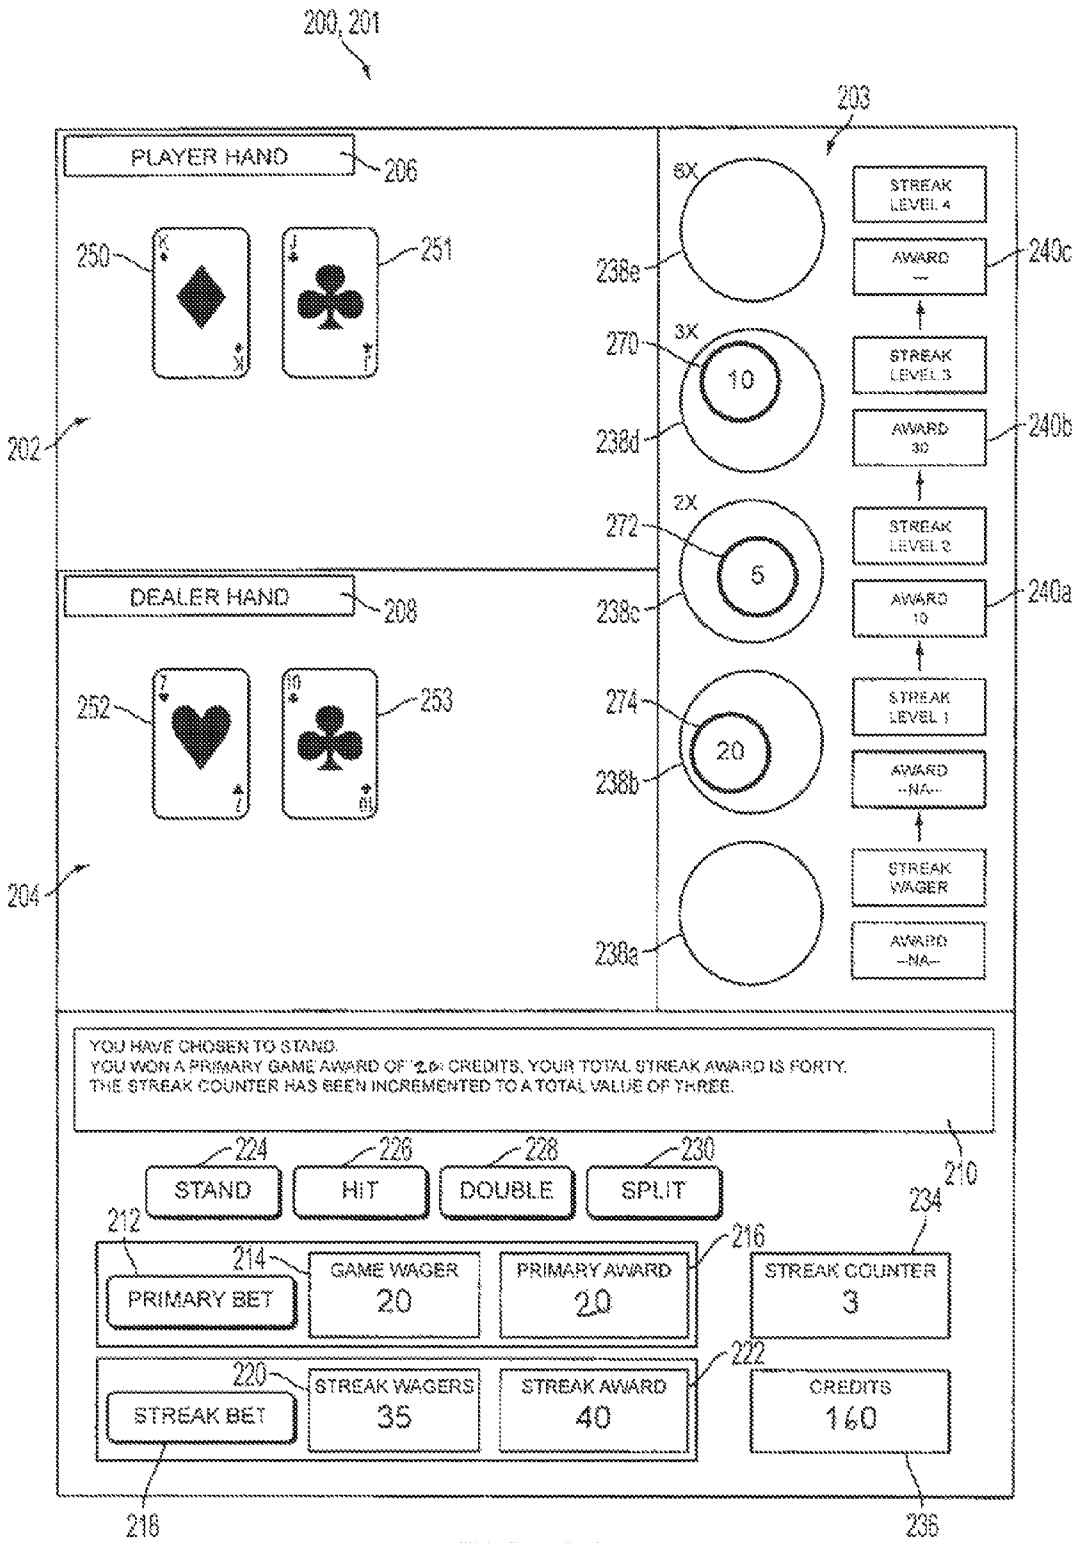 200, 201
203
PLAYER HAND
206
K
K
J
J
250
251
202
DEALER HAND
208
7
7
10
10
252
253
204
6X
238e
STREAK
LEVEL 4
AWARD
---
240c
3X
270
10
238d
STREAK
LEVEL 3
AWARD
30
240b
2X
272
5
238c
STREAK
LEVEL 2
AWARD
10
240a
274
20
238b
STREAK
LEVEL 1
AWARD
--NA--
238a
STREAK
WAGER
AWARD
--NA--
YOU HAVE CHOSEN TO STAND.
YOU WON A PRIMARY GAME AWARD OF 20 CREDITS. YOUR TOTAL STREAK AWARD IS FORTY.
THE STREAK COUNTER HAS BEEN INCREMENTED TO A TOTAL VALUE OF THREE.
210
224
226
228
230
STAND
HIT
DOUBLE
SPLIT
212
214
216
234
PRIMARY BET
GAME WAGER
20
PRIMARY AWARD
20
STREAK COUNTER
3
220
222
STREAK BET
STREAK WAGERS
35
STREAK AWARD
40
CREDITS
160
218
236